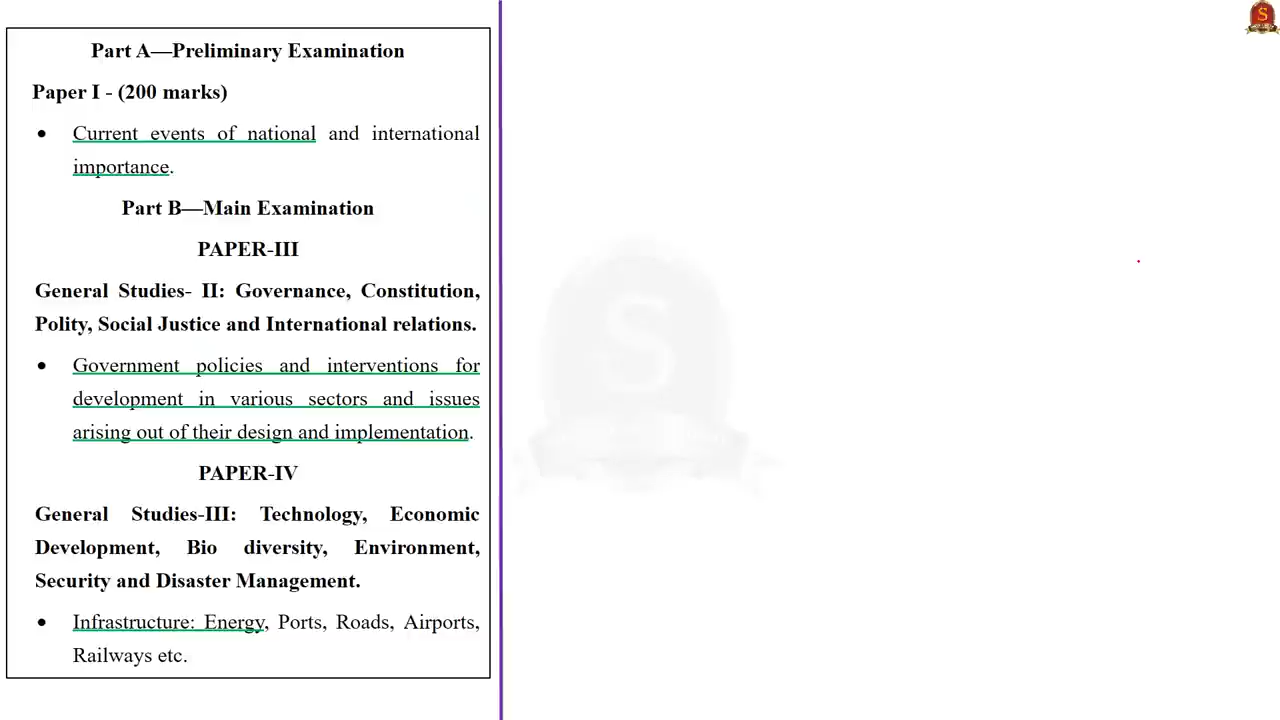 Part A—Preliminary Examination
Paper I - (200 marks)
• Current events of national and international
importance.
Part B—Main Examination
PAPER-III
General Studies- II: Governance, Constitution,
Polity, Social Justice and International relations.
• Government policies and interventions for
development in various sectors and issues
arising out of their design and implementation.
PAPER-IV
General Studies-III: Technology, Economic
Development, Bio diversity, Environment,
Security and Disaster Management.
• Infrastructure: Energy, Ports, Roads, Airports,
Railways etc.
S
S